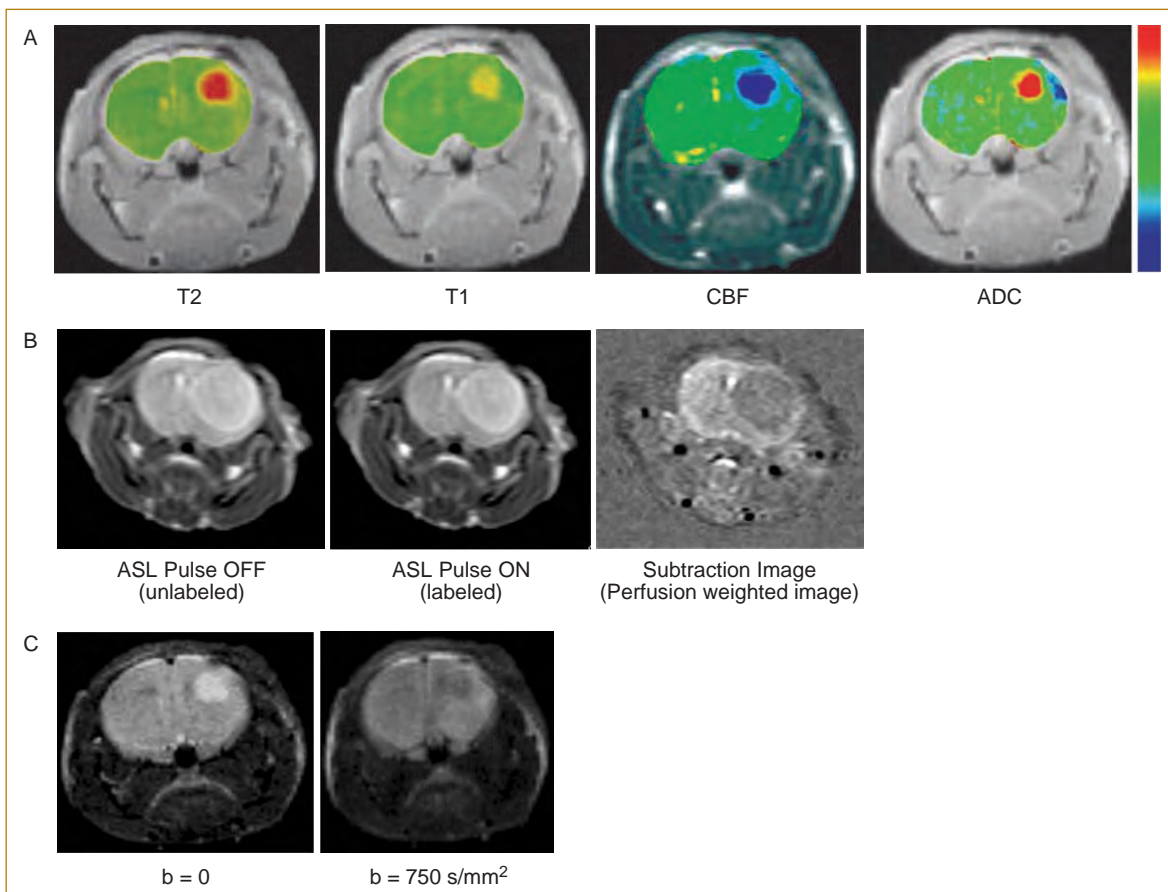 A
T2
T1
CBF
ADC
B
ASL Pulse OFF
(unlabeled)
ASL Pulse ON
(labeled)
Subtraction Image
(Perfusion weighted image)
C
b = 0
b = 750 s/mm²